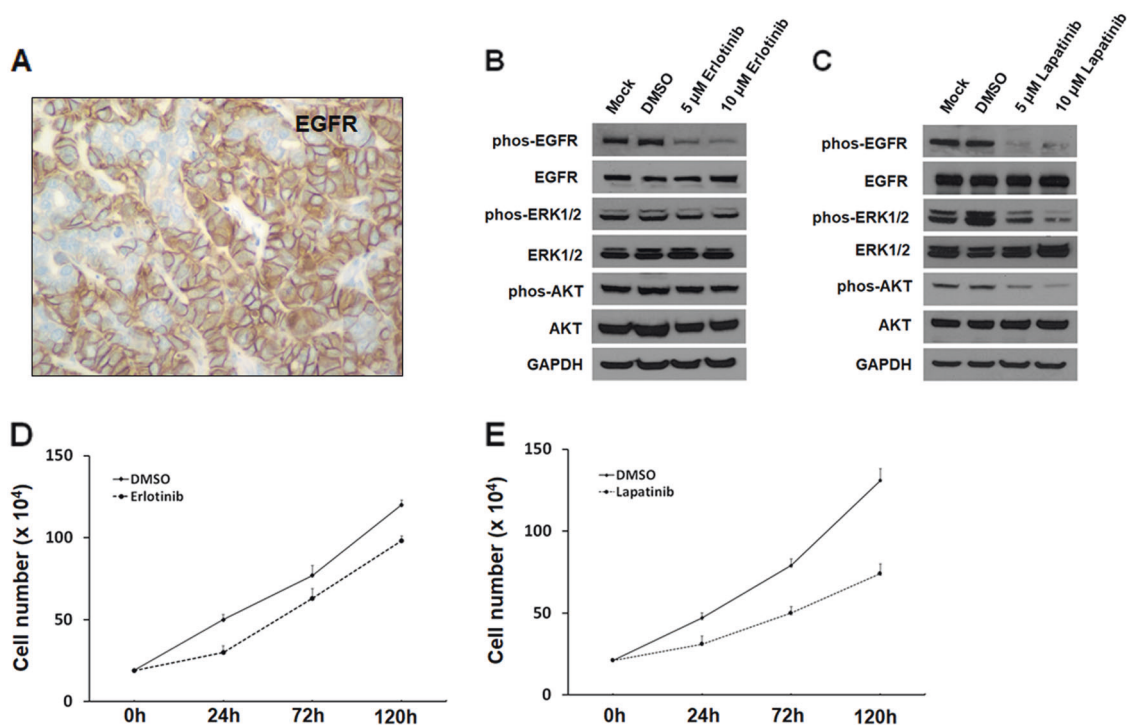 A
EGFR
B
Mock
DMSO
5 µM Erlotinib
10 µM Erlotinib
phos-EGFR
EGFR
phos-ERK1/2
ERK1/2
phos-AKT
AKT
GAPDH
C
Mock
DMSO
5 µM Lapatinib
10 µM Lapatinib
phos-EGFR
EGFR
phos-ERK1/2
ERK1/2
phos-AKT
AKT
GAPDH
D
Cell number (x 10⁴)
150
100
50
0
DMSO
Erlotinib
0h 24h 72h 120h
E
Cell number (x 10⁴)
150
100
50
0
DMSO
Lapatinib
0h 24h 72h 120h